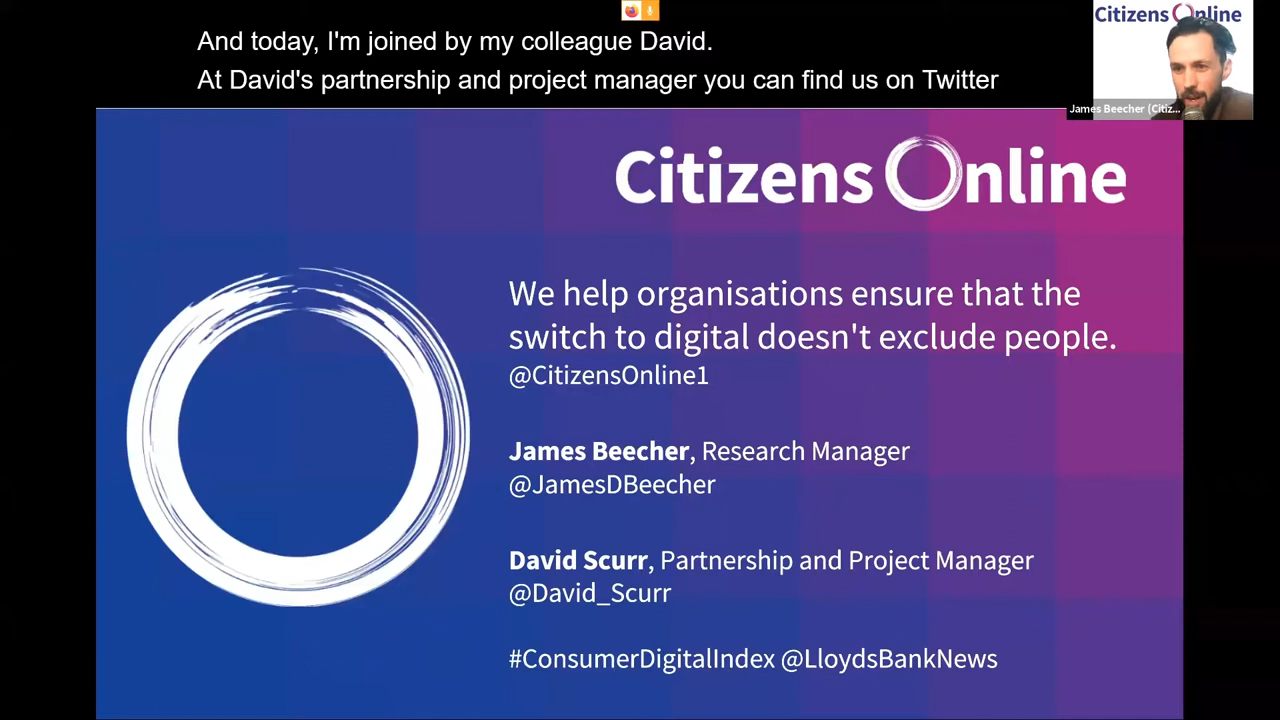 And today, I'm joined by my colleague David.
At David's partnership and project manager you can find us on Twitter
Citizens Online
James Beecher (Citiz...
Citizens Online
We help organisations ensure that the
switch to digital doesn't exclude people.
@CitizensOnline1
James Beecher, Research Manager
@JamesDBeecher
David Scurr, Partnership and Project Manager
@David_Scurr
#ConsumerDigitalIndex @LloydsBankNews